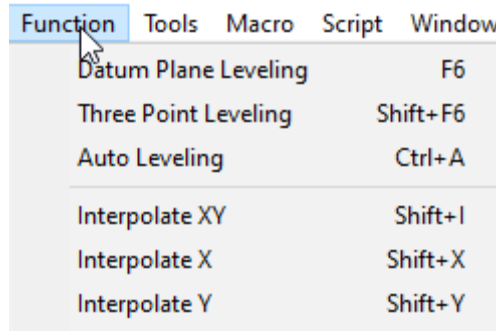 Function Tools Macro Script Window
Datum Plane Leveling F6
Three Point Leveling Shift+F6
Auto Leveling Ctrl+A
Interpolate XY Shift+I
Interpolate X Shift+X
Interpolate Y Shift+Y